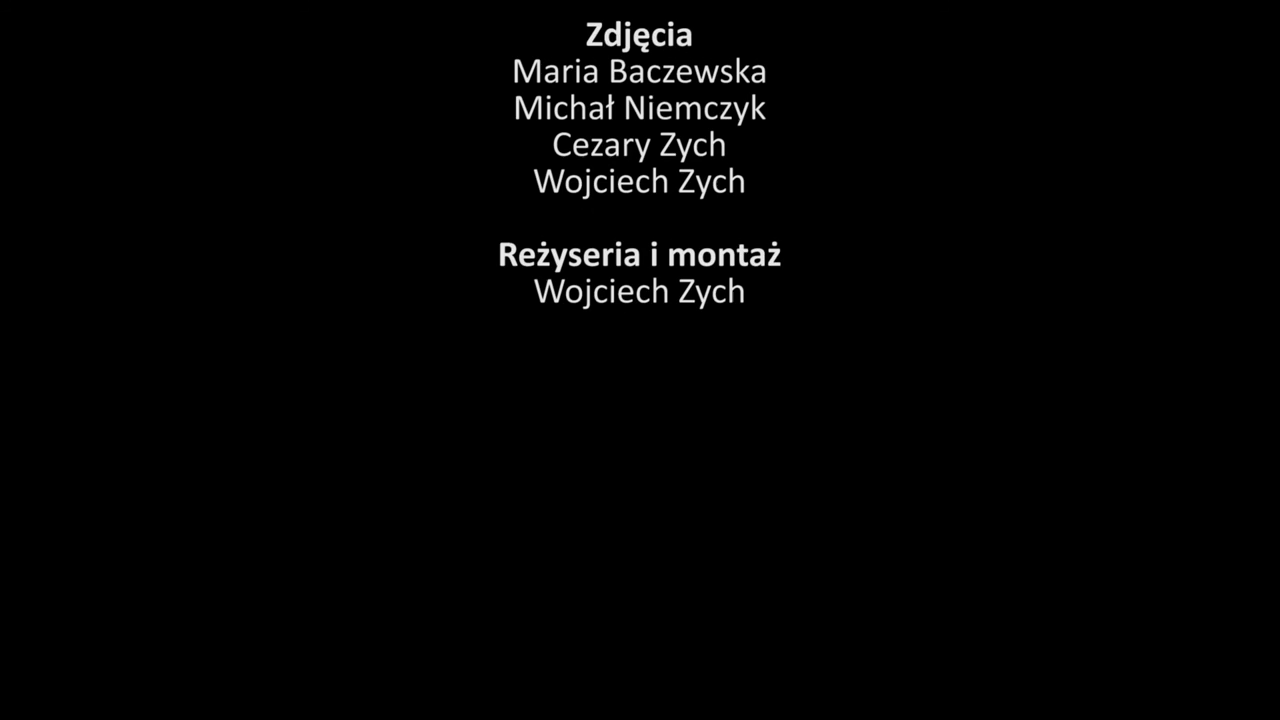 Zdjęcia
Maria Baczewska
Michał Niemczyk
Cezary Zych
Wojciech Zych
Reżyseria i montaż
Wojciech Zych